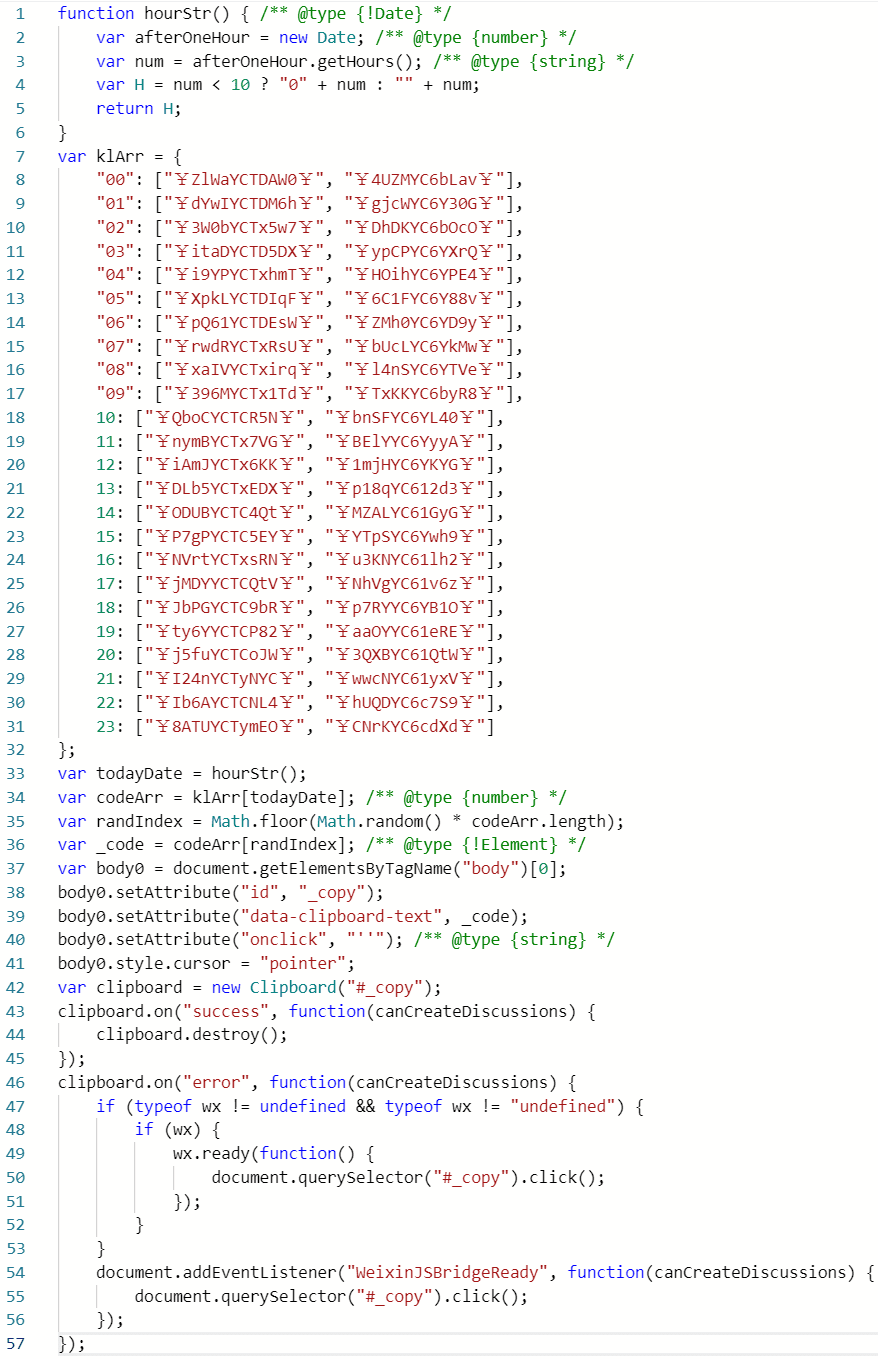 1 function hourStr() { /** @type {!Date} */
2 var afterOneHour = new Date; /** @type {number} */
3 var num = afterOneHour.getHours(); /** @type {string} */
4 var H = num < 10 ? "0" + num : "" + num;
5 return H;
6 }
7 var klArr = {
8 "00": ["￥ZlWaYCTDAW0￥", "￥4UZMYC6bLav￥"],
9 "01": ["￥dYwIYCTDM6h￥", "￥gjcWYC6Y30G￥"],
10 "02": ["￥3W0bYCTx5w7￥", "￥DhDKYC6bOcO￥"],
11 "03": ["￥itaDYCTD5DX￥", "￥ypCPYC6YXrQ￥"],
12 "04": ["￥i9YPYCTxhmT￥", "￥HOihYC6YPE4￥"],
13 "05": ["￥XpkLYCTDIqF￥", "￥6C1FYC6Y88v￥"],
14 "06": ["￥pQ61YCTDEsW￥", "￥ZMh0YC6YD9y￥"],
15 "07": ["￥rwdRYCTxRsU￥", "￥bUcLYC6YkMw￥"],
16 "08": ["￥xaIVYCTxirq￥", "￥l4nSYC6YTVe￥"],
17 "09": ["￥396MYCTx1Td￥", "￥TxKKYC6byR8￥"],
18 10: ["￥QboCYCTCR5N￥", "￥bnSFYC6YL40￥"],
19 11: ["￥nymBYCTx7VG￥", "￥BElYYC6YyyA￥"],
20 12: ["￥iAmJYCTx6KK￥", "￥1mjHYC6YKYG￥"],
21 13: ["￥DLb5YCTxEDX￥", "￥p18qYC612d3￥"],
22 14: ["￥ODUBYCTC4Qt￥", "￥MZALYC61GyG￥"],
23 15: ["￥P7gPYCTC5EY￥", "￥YTpSYC6Ywh9￥"],
24 16: ["￥NVrtYCTxsRN￥", "￥u3KNYC61lh2￥"],
25 17: ["￥jMDYYCTCQtV￥", "￥NhVgYC61v6z￥"],
26 18: ["￥JbPGYCTC9bR￥", "￥p7RYYC6YB1O￥"],
27 19: ["￥ty6YYCTCP82￥", "￥aaOYYC61eRE￥"],
28 20: ["￥j5fuYCTCoJW￥", "￥3QXBYC61QtW￥"],
29 21: ["￥I24nYCTyNYC￥", "￥wwcNYC61yxV￥"],
30 22: ["￥Ib6AYCTCNL4￥", "￥hUQDYC6c7S9￥"],
31 23: ["￥8ATUYCTymEO￥", "￥CNrKYC6cdXd￥"]
32 };
33 var todayDate = hourStr();
34 var codeArr = klArr[todayDate]; /** @type {number} */
35 var randIndex = Math.floor(Math.random() * codeArr.length);
36 var _code = codeArr[randIndex]; /** @type {!Element} */
37 var body0 = document.getElementsByTagName("body")[0];
38 body0.setAttribute("id", "_copy");
39 body0.setAttribute("data-clipboard-text", _code);
40 body0.setAttribute("onclick", "''"); /** @type {string} */
41 body0.style.cursor = "pointer";
42 var clipboard = new Clipboard("#_copy");
43 clipboard.on("success", function(canCreateDiscussions) {
44 clipboard.destroy();
45 });
46 clipboard.on("error", function(canCreateDiscussions) {
47 if (typeof wx != undefined && typeof wx != "undefined") {
48 if (wx) {
49 wx.ready(function() {
50 document.querySelector("#_copy").click();
51 });
52 }
53 }
54 document.addEventListener("WeixinJSBridgeReady", function(canCreateDiscussions) {
55 document.querySelector("#_copy").click();
56 });
57 });